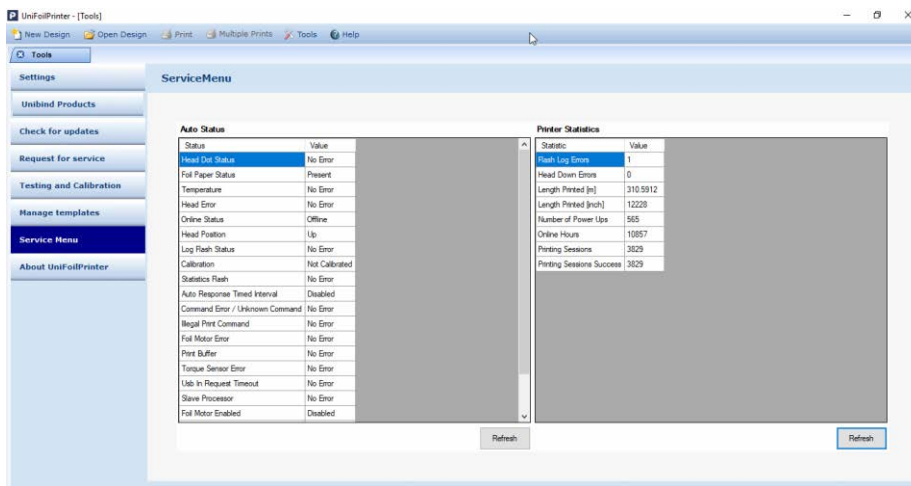 UniFoilPrinter - [Tools]
New Design Open Design Print Multiple Prints Tools Help
Tools
Settings
Unibind Products
Check for updates
Request for service
Testing and Calibration
Manage templates
Service Menu
About UniFoilPrinter
ServiceMenu
Auto Status
Status Value
Head Dot Status No Error
Foil Paper Status Present
Temperature No Error
Head Error No Error
Online Status Offline
Head Position Up
Log Flash Status No Error
Calibration Not Calibrated
Statistics Flash No Error
Auto Response Timed Interval Disabled
Command Error / Unknown Command No Error
Illegal Print Command No Error
Foil Motor Error No Error
Print Buffer No Error
Torque Sensor Error No Error
Usb In Request Timeout No Error
Slave Processor No Error
Foil Motor Enabled Disabled
Refresh
Printer Statistics
Statistic Value
Flash Log Errors 1
Head Down Errors 0
Length Printed [m] 310.5912
Length Printed [inch] 12228
Number of Power Ups 565
Online Hours 10857
Printing Sessions 3829
Printing Sessions Success 3829
Refresh